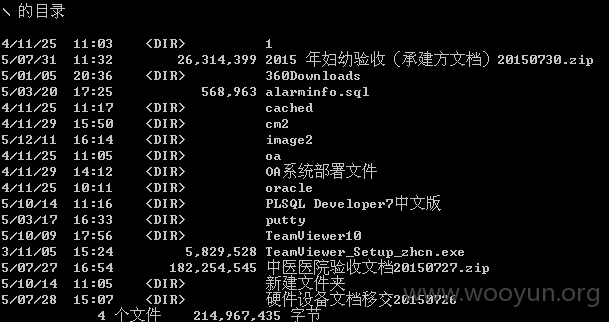 \ 的目录
4/11/25 11:03 <DIR> 1
5/07/31 11:32 26,314,399 2015 年妇幼验收（承建方文档）20150730.zip
5/01/05 20:36 <DIR> 360Downloads
5/03/20 17:25 568,963 alarminfo.sql
4/11/25 11:17 <DIR> cached
4/11/29 15:50 <DIR> cm2
5/12/11 16:14 <DIR> image2
4/11/25 11:05 <DIR> oa
4/11/29 14:12 <DIR> OA系统部署文件
4/11/25 10:11 <DIR> oracle
5/10/14 11:16 <DIR> PLSQL Developer7中文版
5/03/17 16:33 <DIR> putty
5/10/09 17:56 <DIR> TeamViewer10
3/11/05 15:24 5,829,528 TeamViewer_Setup_zhcn.exe
5/07/27 16:54 182,254,545 中医医院验收文档20150727.zip
5/10/14 11:05 <DIR> 新建文件夹
5/07/28 15:07 <DIR> 硬件设备文档移交20150726
4 个文件 214,967,435 字节
www.wooyun.org